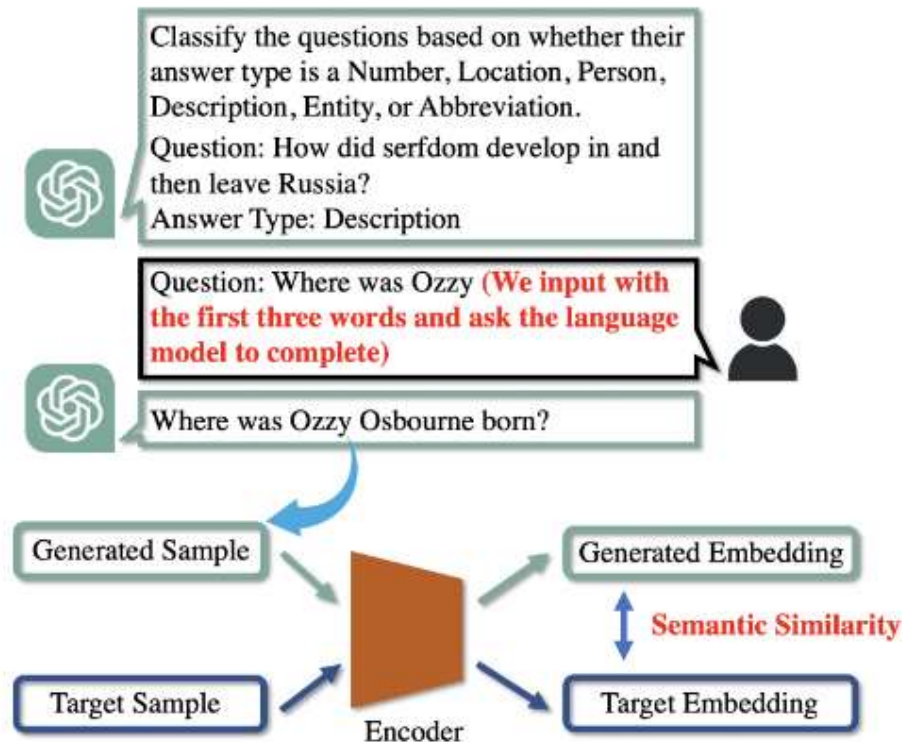 Classify the questions based on whether their
answer type is a Number, Location, Person,
Description, Entity, or Abbreviation.
Question: How did serfdom develop in and
then leave Russia?
Answer Type: Description
Question: Where was Ozzy (We input with
the first three words and ask the language
model to complete)
Where was Ozzy Osbourne born?
Generated Sample
Generated Embedding
Semantic Similarity
Target Sample
Target Embedding
Encoder